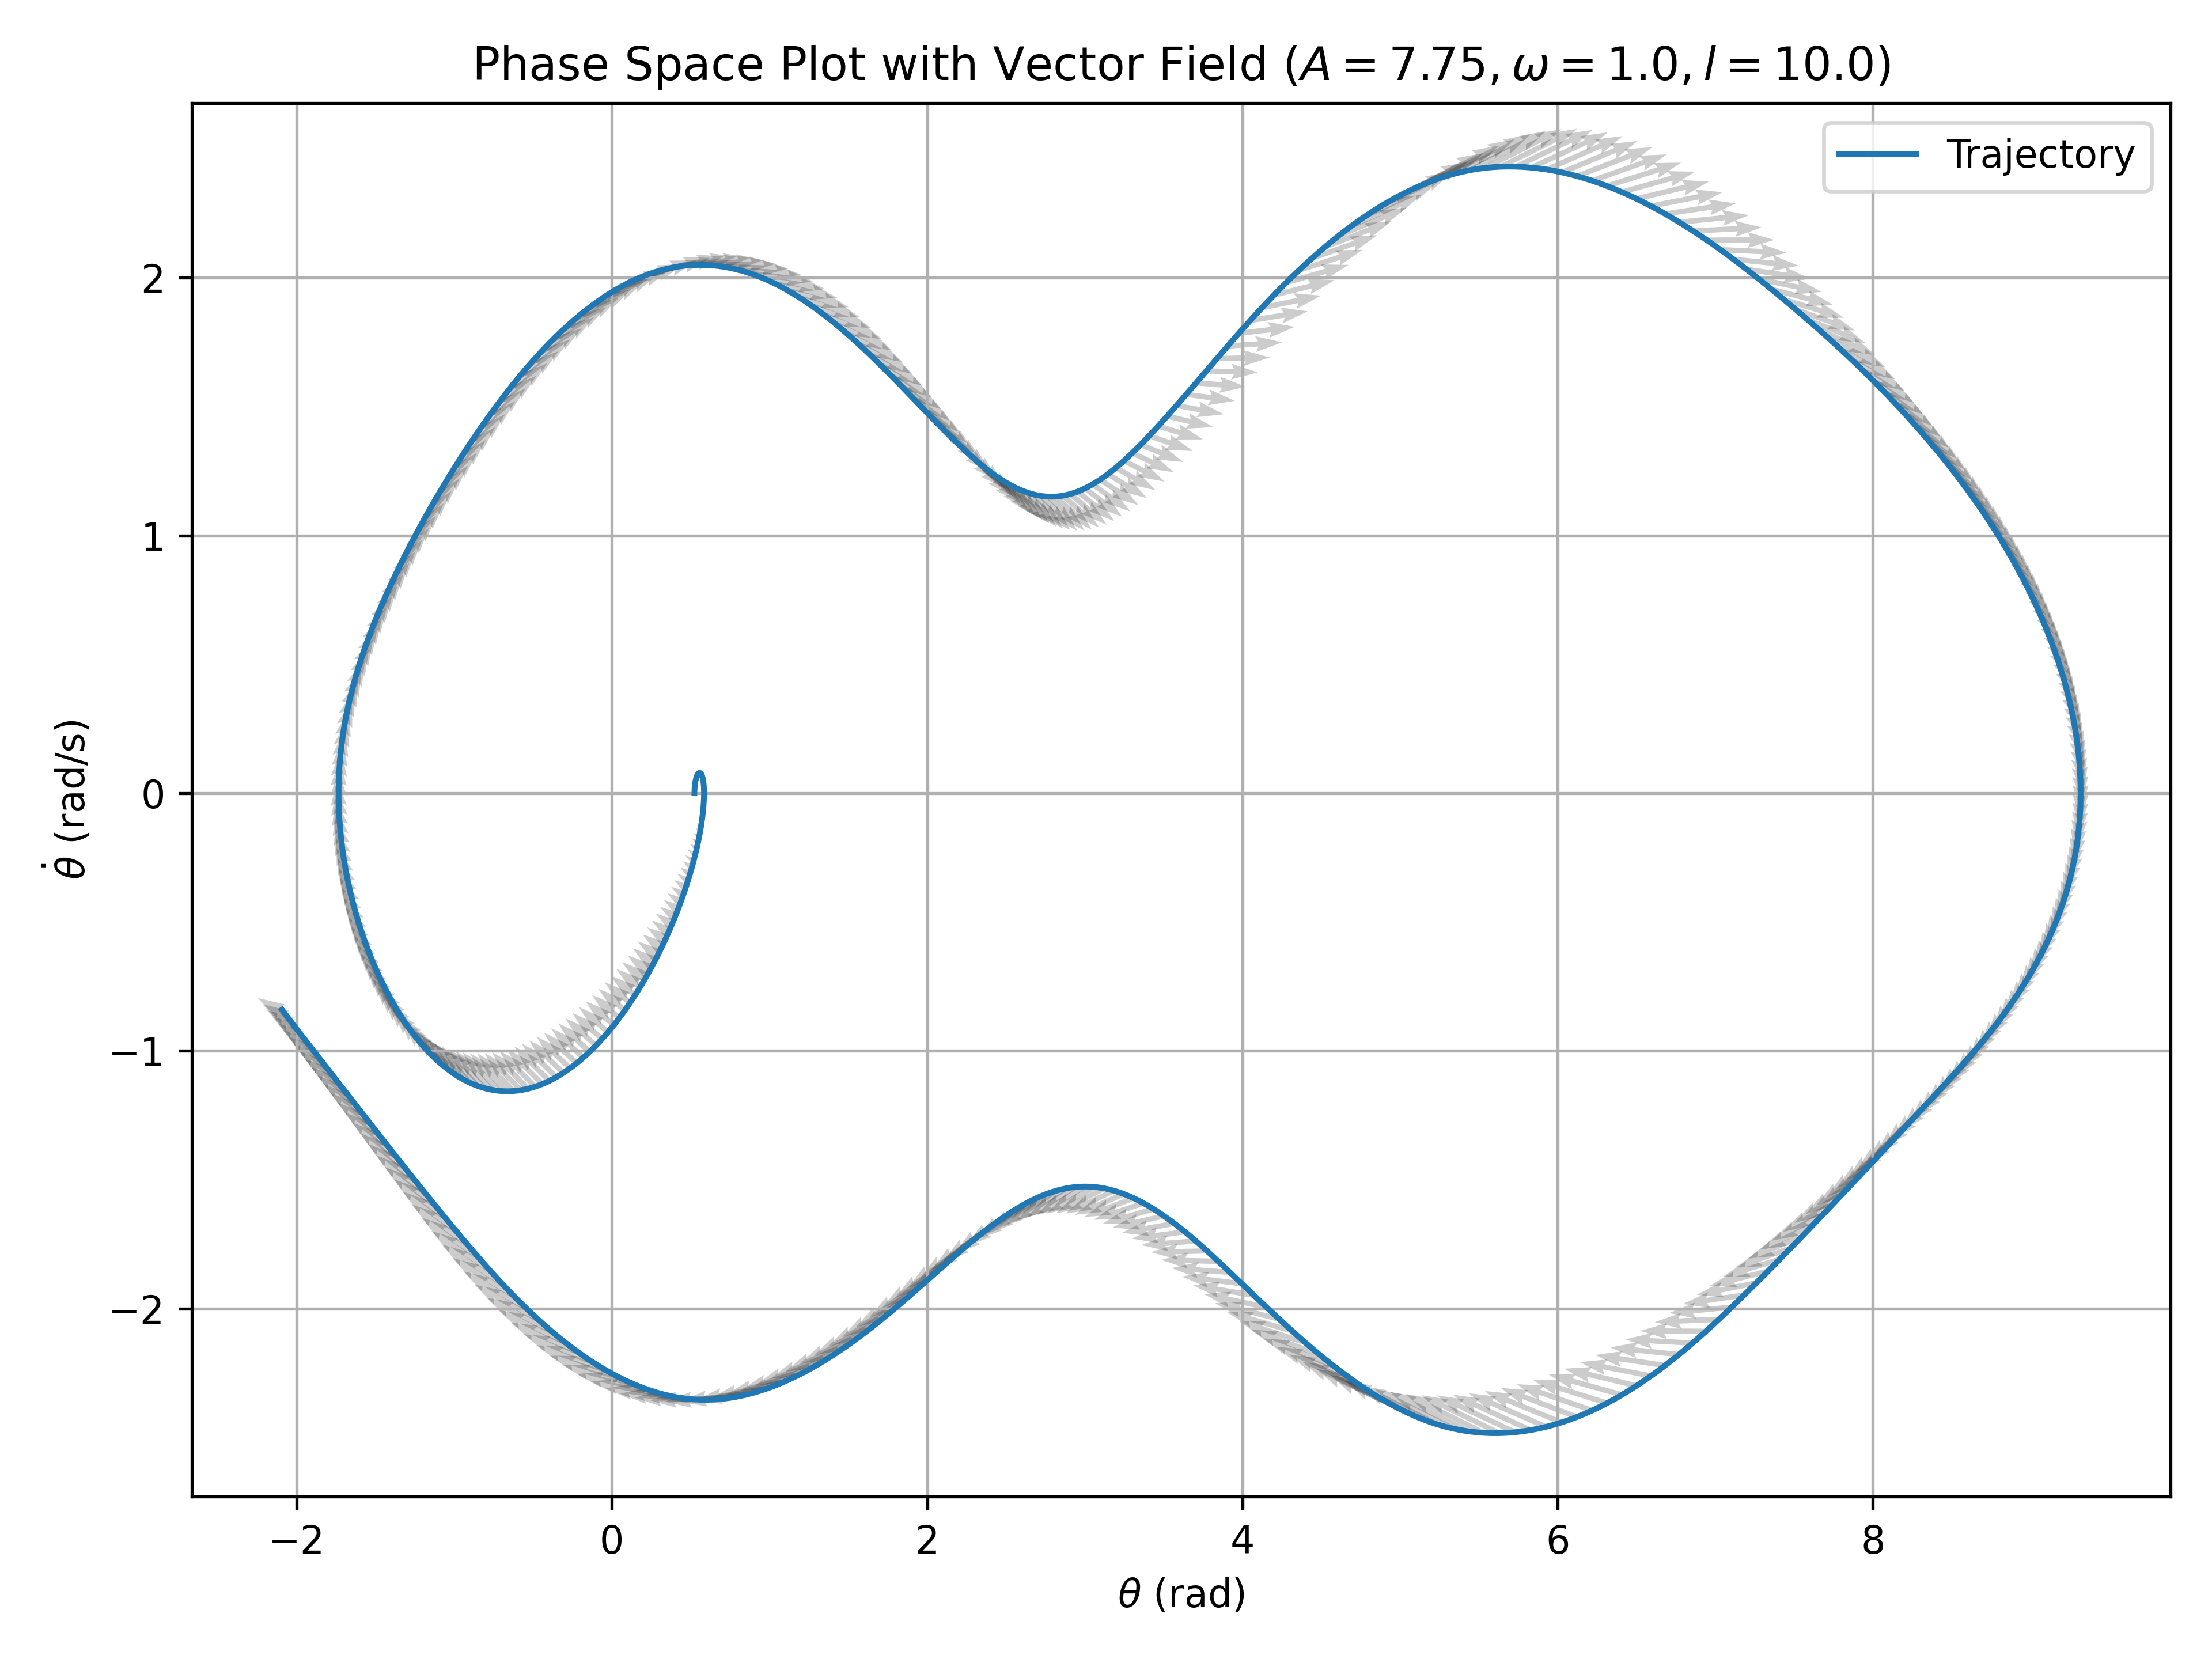 Phase Space Plot with Vector Field (A = 7.75, ω = 1.0, l = 10.0)
Trajectory
2
1
0
−1
−2
θ̇ (rad/s)
−2 0 2 4 6 8
θ (rad)